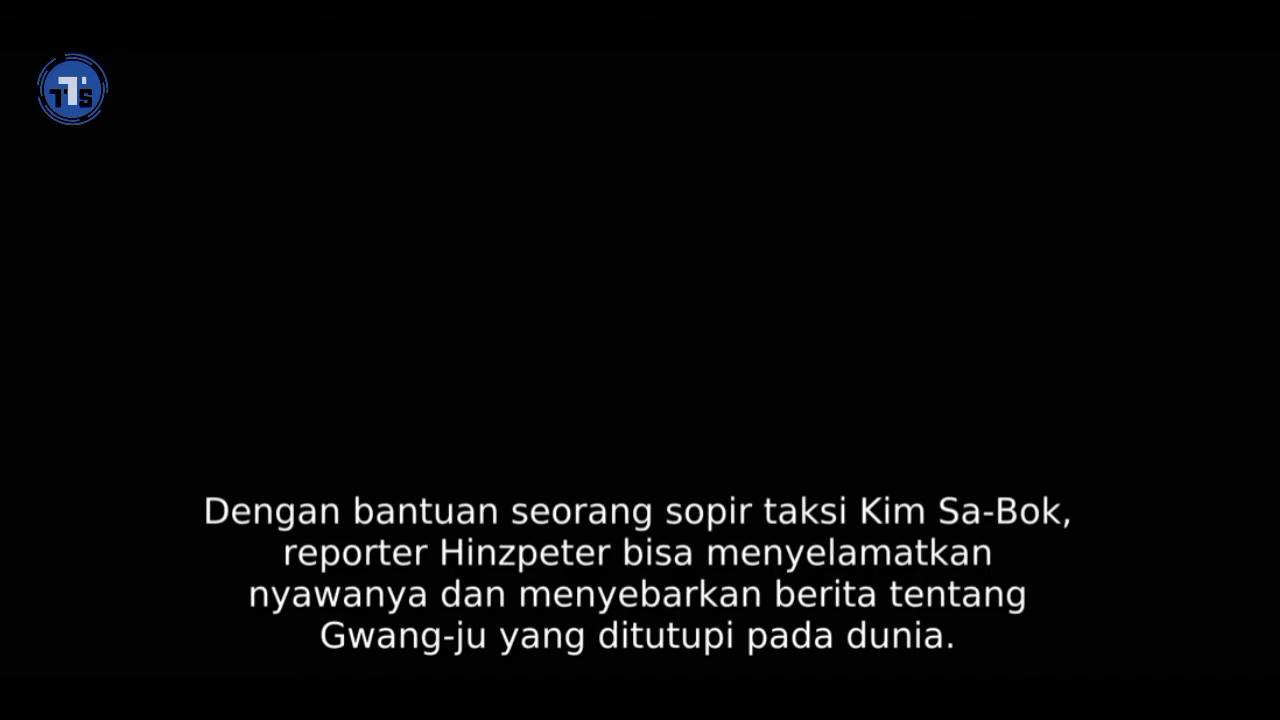 TTS
Dengan bantuan seorang sopir taksi Kim Sa-Bok,
reporter Hinzpeter bisa menyelamatkan
nyawanya dan menyebarkan berita tentang
Gwang-ju yang ditutupi pada dunia.